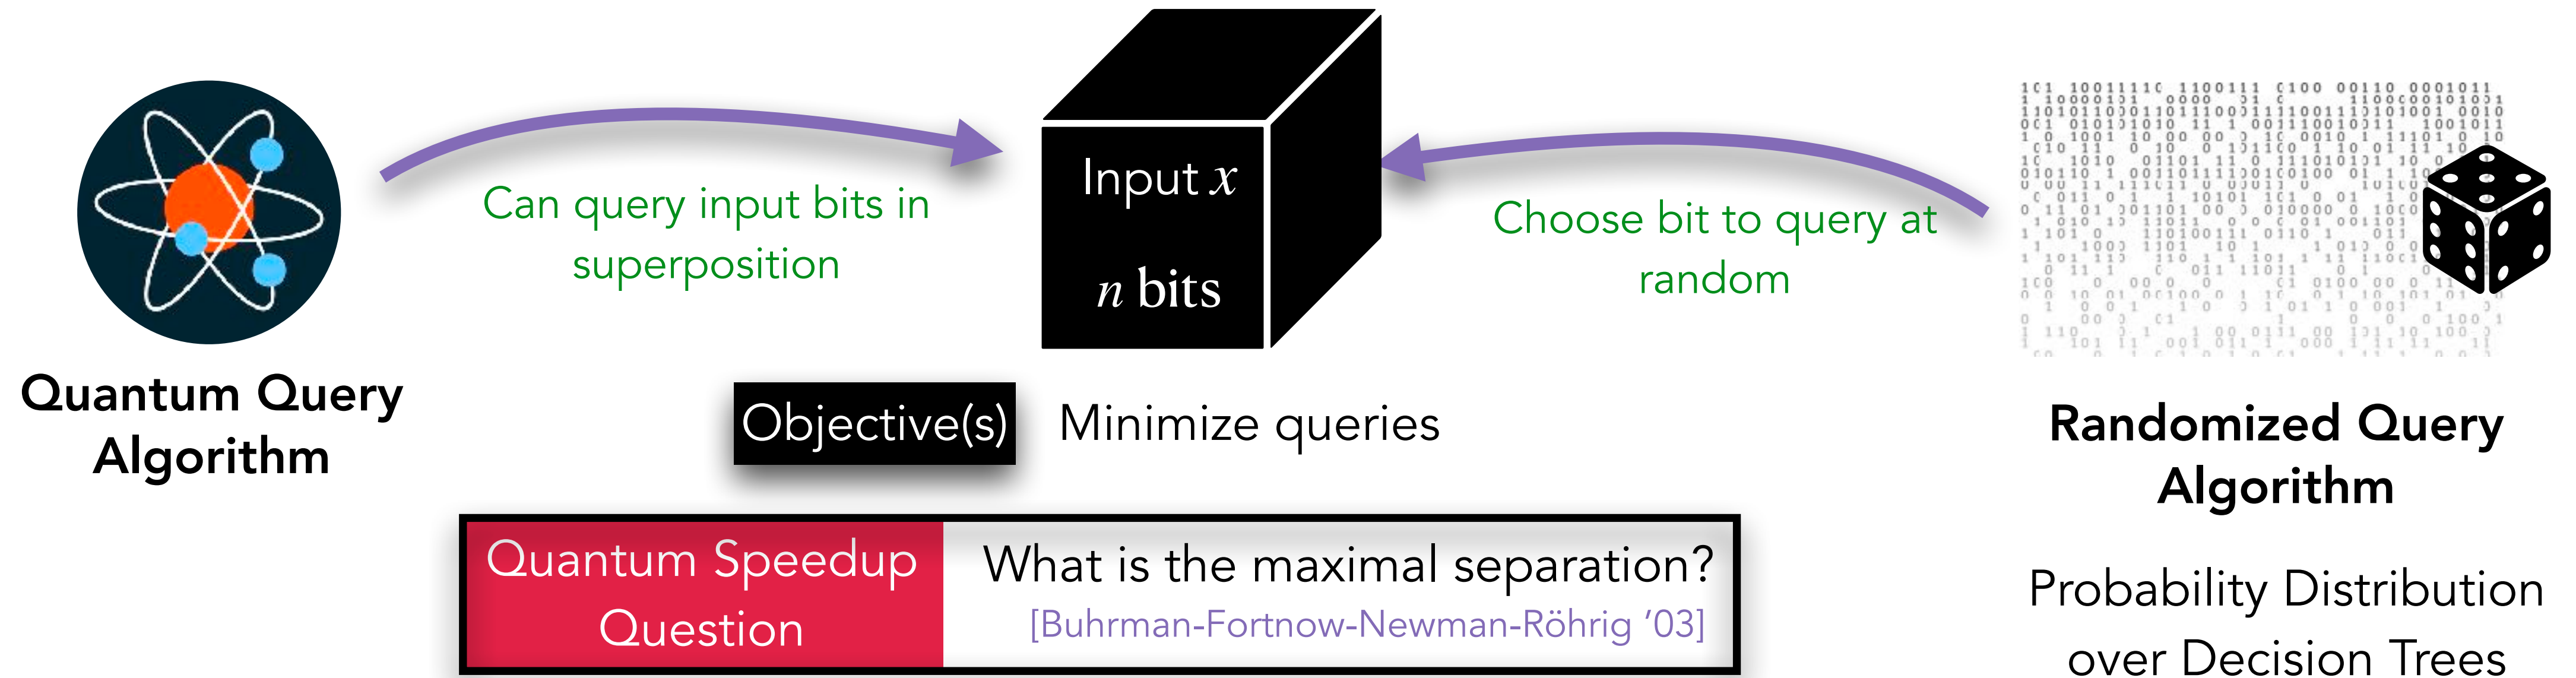 Can query input bits in
superposition
Input x
n bits
Choose bit to query at
random
Quantum Query
Algorithm
Objective(s) Minimize queries
Randomized Query
Algorithm
Probability Distribution
over Decision Trees
Quantum Speedup
Question
What is the maximal separation?
[Buhrman-Fortnow-Newman-Röhrig ’03]